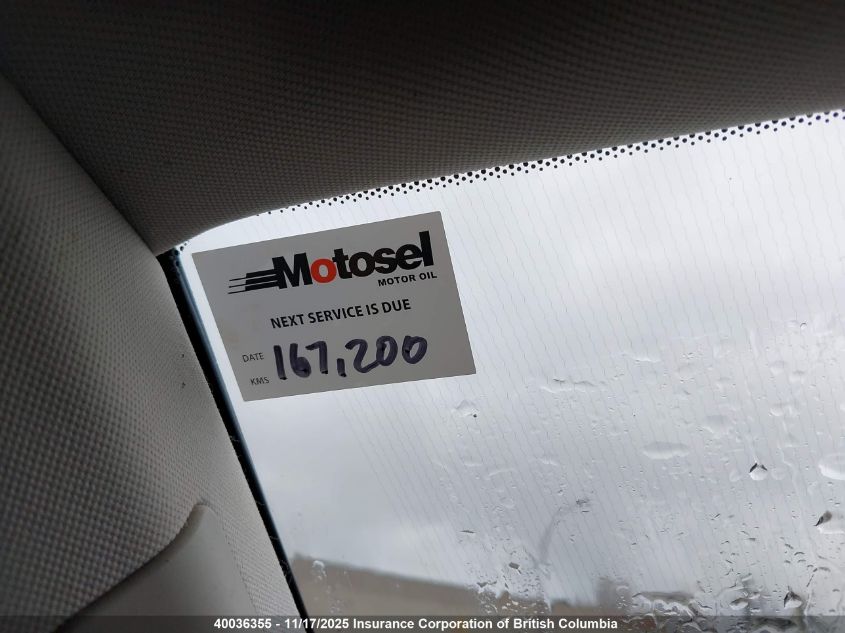 Motosel
MOTOR OIL
NEXT SERVICE IS DUE
DATE
167,200
KMS
40036355 - 11/17/2025 Insurance Corporation of British Columbia